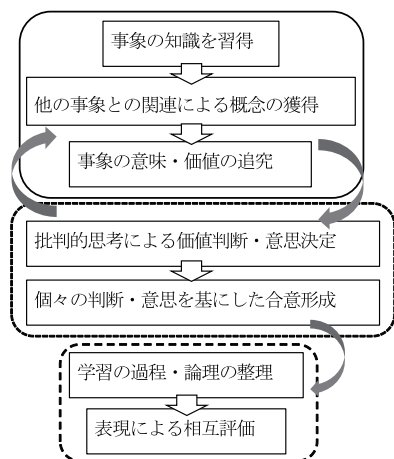 事象の知識を習得
他の事象との関連による概念の獲得
事象の意味・価値の追究
批判的思考による価値判断・意思決定
個々の判断・意思を基にした合意形成
学習の過程・論理の整理
表現による相互評価